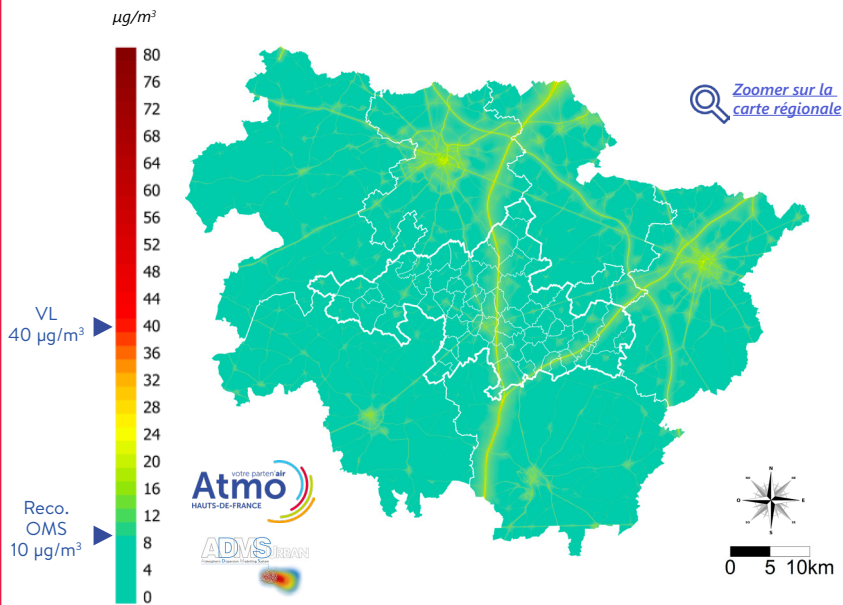 µg/m³
80
76
72
68
64
60
56
52
48
44
40
36
32
28
24
20
16
12
8
4
0
VL
40 µg/m³
Reco.
OMS
10 µg/m³
Zoomer sur la
carte régionale
votre parten'air
Atmo
HAUTS-DE-FRANCE
ADMS URBAN
N
O
E
S
0 5 10km